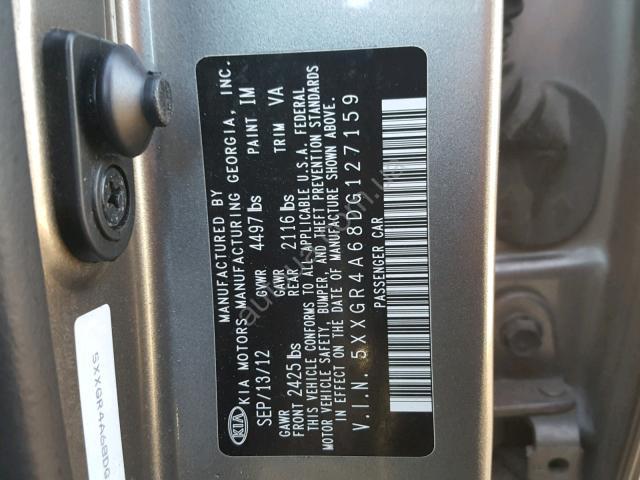 KIA
MANUFACTURED BY
KIA MOTORS MANUFACTURING GEORGIA, INC.
SEP/13/12 GVWR 4497 lbs PAINT IM
GAWR FRONT 2425 lbs GAWR REAR 2116 lbs TRIM VA
THIS VEHICLE CONFORMS TO ALL APPLICABLE U.S.A. FEDERAL
MOTOR VEHICLE SAFETY, BUMPER, AND THEFT PREVENTION STANDARDS
IN EFFECT ON THE DATE OF MANUFACTURE SHOWN ABOVE.
V.I.N. 5XXGR4A68DG127159
PASSENGER CAR
5XXGR4A68DG